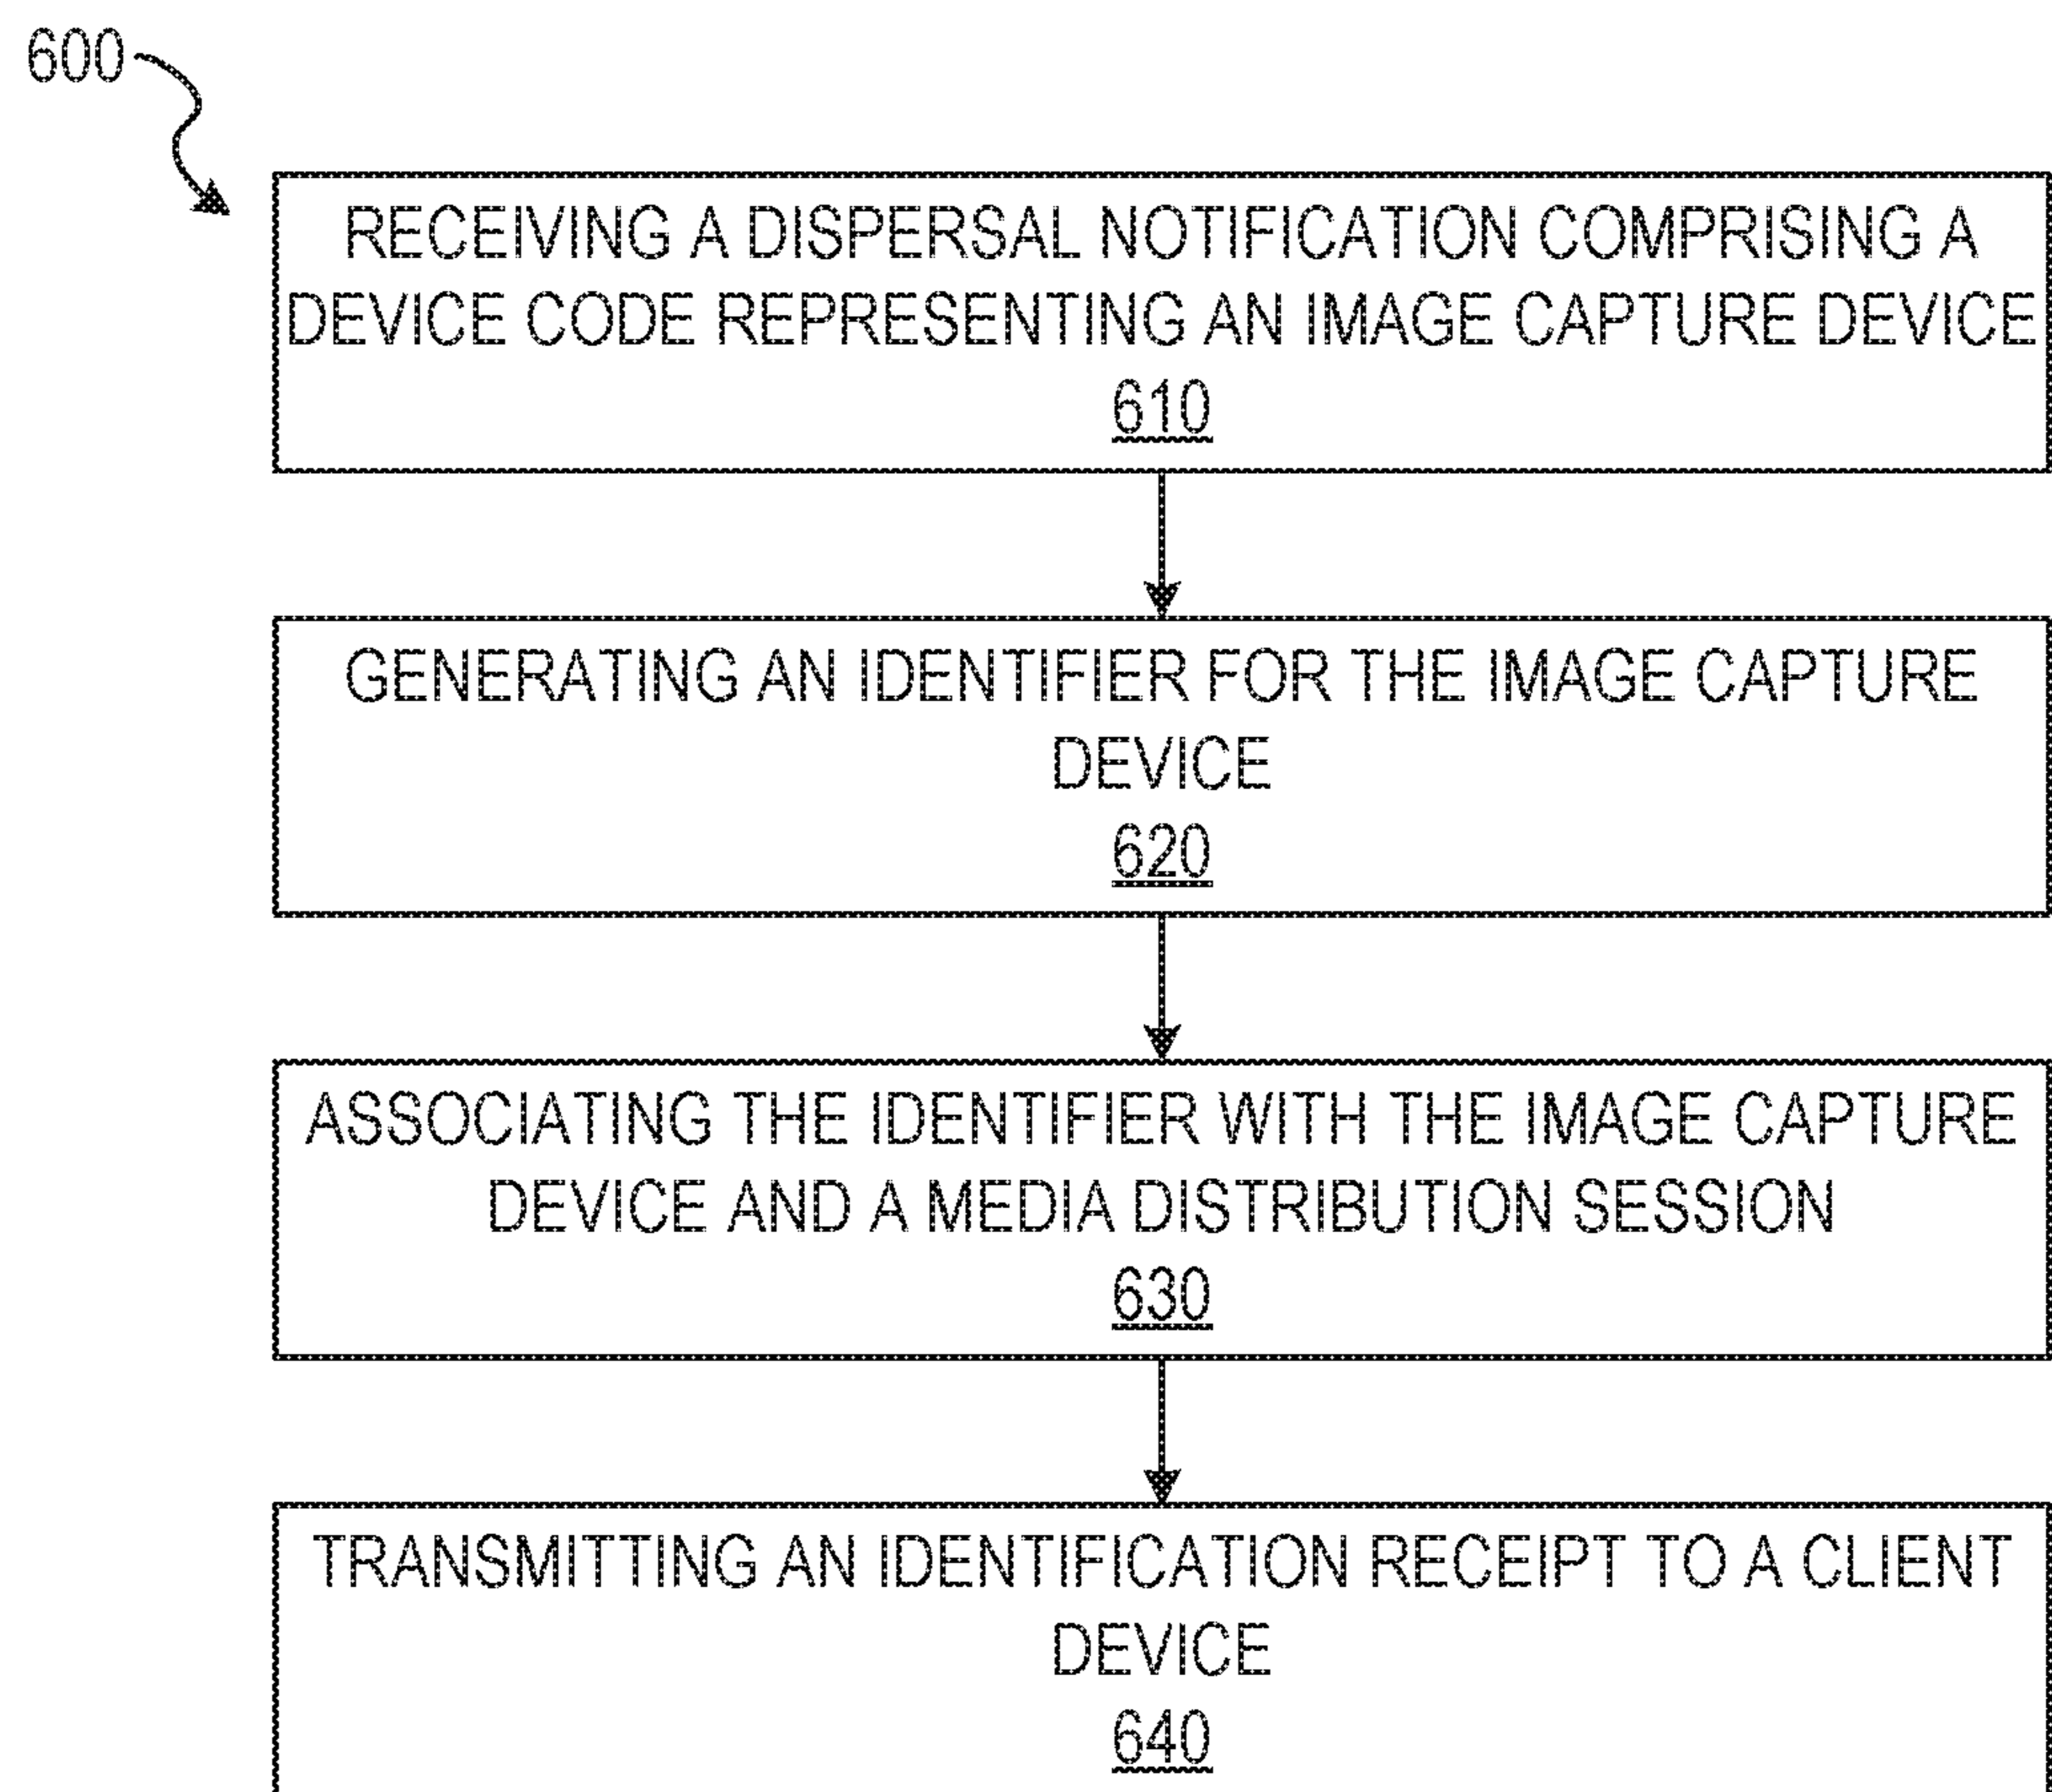 600
RECEIVING A DISPERSAL NOTIFICATION COMPRISING A
DEVICE CODE REPRESENTING AN IMAGE CAPTURE DEVICE
610
GENERATING AN IDENTIFIER FOR THE IMAGE CAPTURE
DEVICE
620
ASSOCIATING THE IDENTIFIER WITH THE IMAGE CAPTURE
DEVICE AND A MEDIA DISTRIBUTION SESSION
630
TRANSMITTING AN IDENTIFICATION RECEIPT TO A CLIENT
DEVICE
640